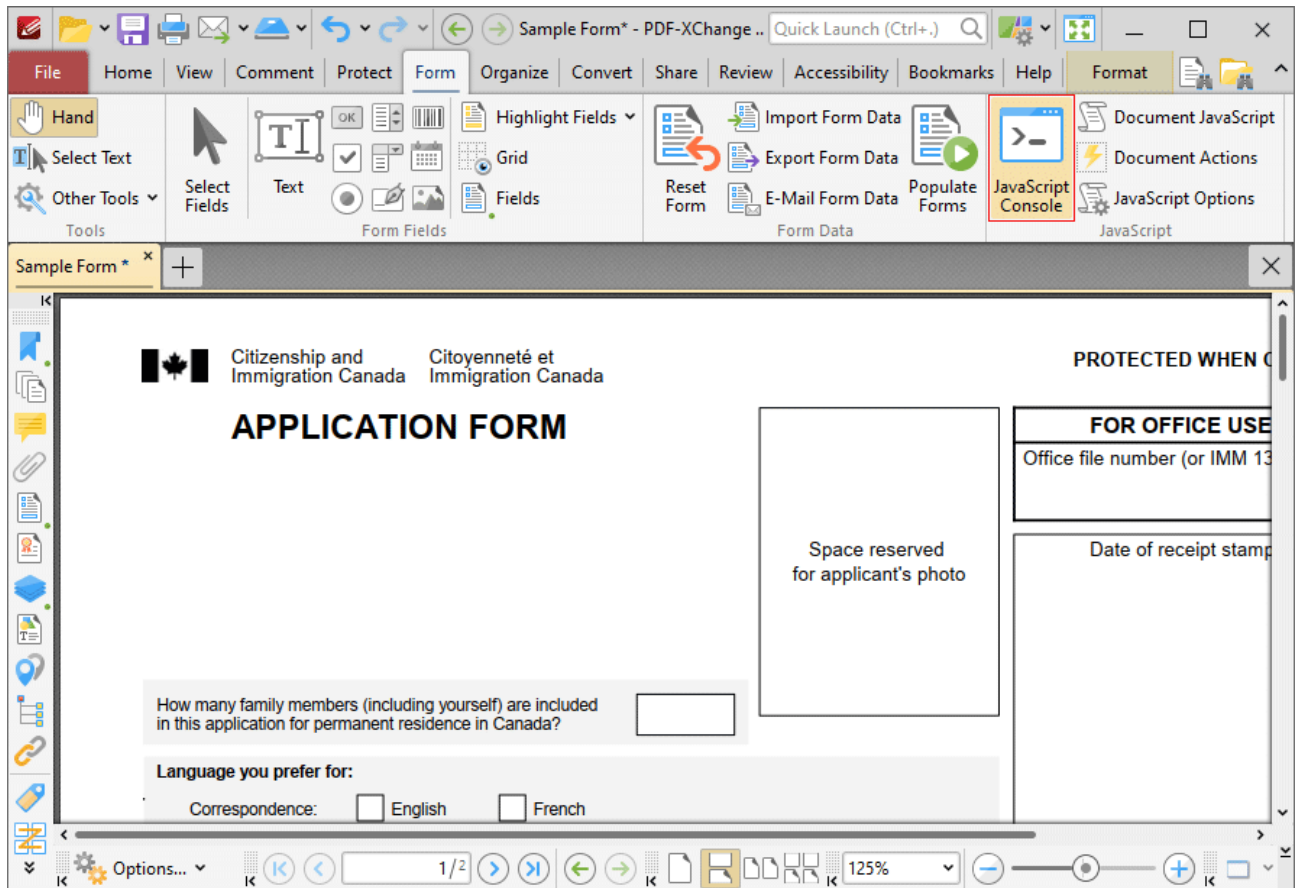 Sample Form* - PDF-XChange ..
Quick Launch (Ctrl+.)
File Home View Comment Protect Form Organize Convert Share Review Accessibility Bookmarks Help Format
Hand
Select Text
Other Tools
Tools
Select
Fields
Text
OK
Highlight Fields
Grid
Fields
Form Fields
Reset
Form
Import Form Data
Export Form Data
E-Mail Form Data
Populate
Forms
Form Data
JavaScript
Console
Document JavaScript
Document Actions
JavaScript Options
JavaScript
Sample Form *
Citizenship and
Immigration Canada
Citoyenneté et
Immigration Canada
PROTECTED WHEN
APPLICATION FORM
FOR OFFICE USE
Office file number (or IMM 13
Space reserved
for applicant's photo
Date of receipt stamp
How many family members (including yourself) are included
in this application for permanent residence in Canada?
Language you prefer for:
Correspondence: English French
Options...
1/2
125%